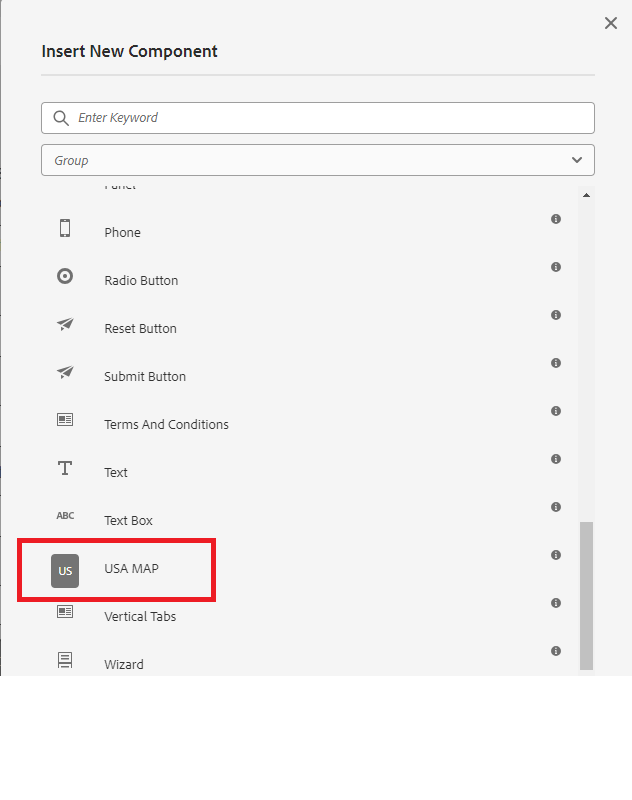 Insert New Component
Enter Keyword
Group
Phone
Radio Button
Reset Button
Submit Button
Terms And Conditions
Text
ABC Text Box
US USA MAP
Vertical Tabs
Wizard